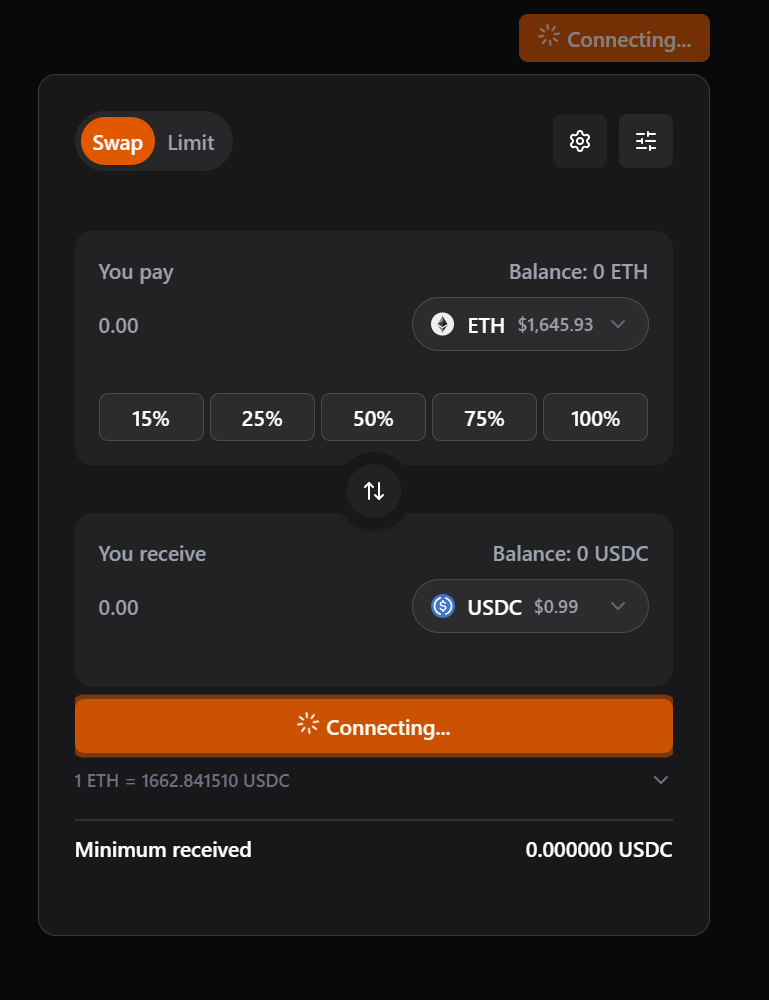 Connecting...
Swap Limit
You pay Balance: 0 ETH
0.00 ETH $1,645.93
15% 25% 50% 75% 100%
You receive Balance: 0 USDC
0.00 USDC $0.99
Connecting...
1 ETH = 1662.841510 USDC
Minimum received 0.000000 USDC